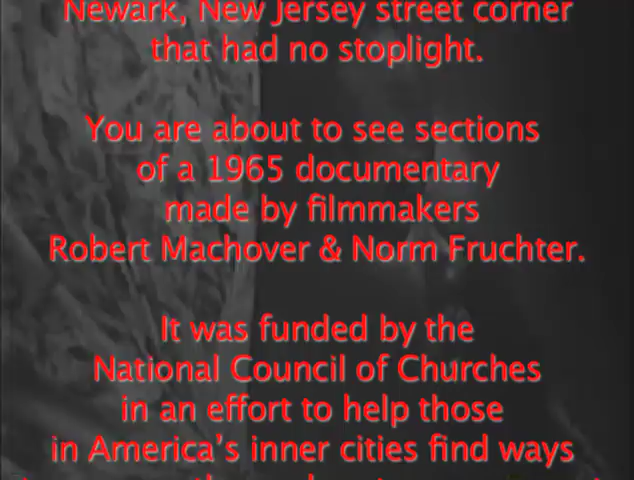 Newark, New Jersey street corner
that had no stoplight.
You are about to see sections
of a 1965 documentary
made by filmmakers
Robert Machover & Norm Fruchter.
It was funded by the
National Council of Churches
in an effort to help those
in America's inner cities find ways